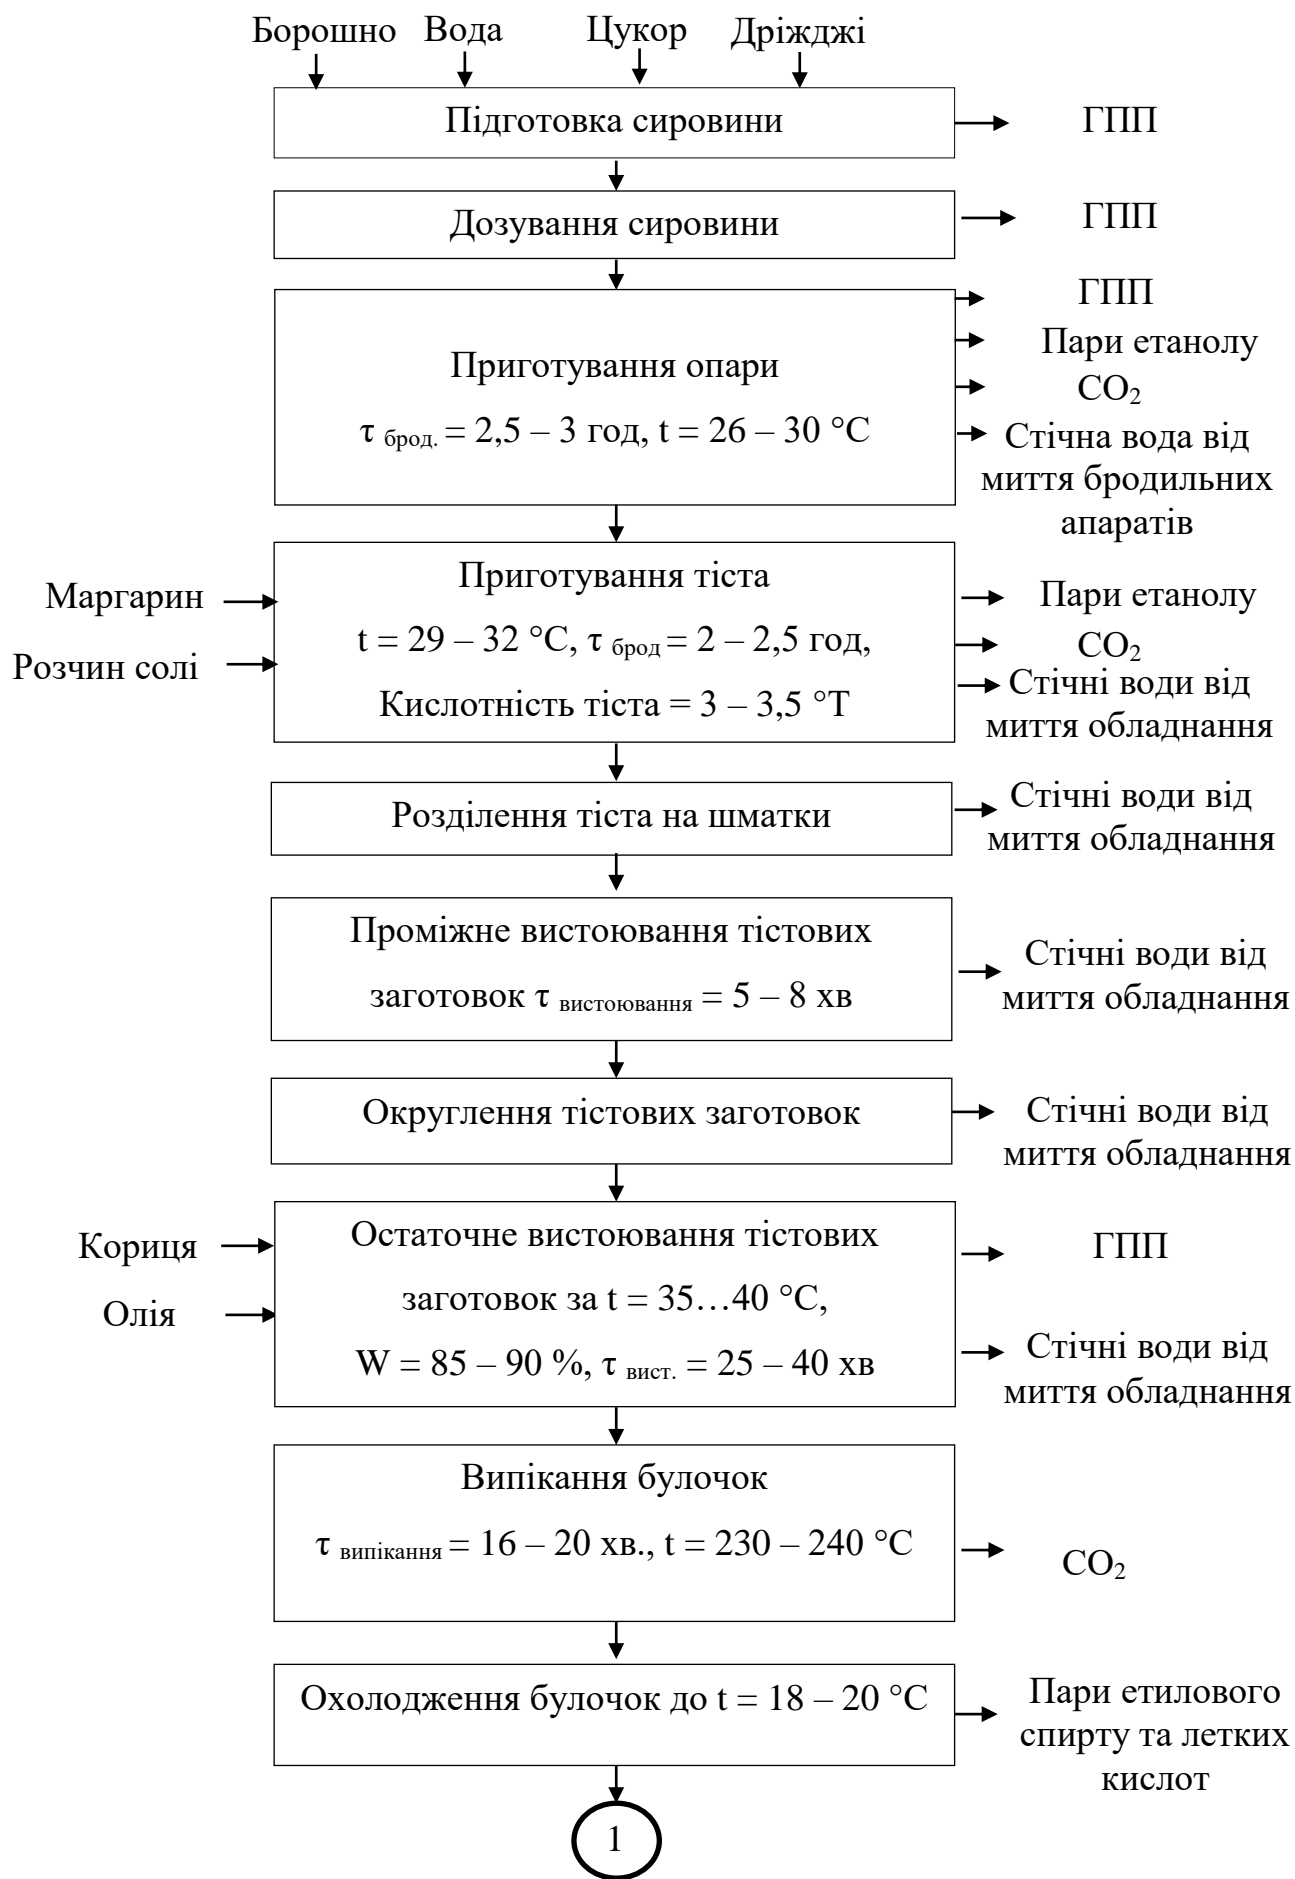 Борошно Вода Цукор Дріжджі
Підготовка сировини
ГПП
Дозування сировини
ГПП
Приготування опари
τ брод. = 2,5 – 3 год, t = 26 – 30 °С
ГПП
Пари етанолу
CO₂
Стічна вода від
миття бродильних
апаратів
Маргарин
Розчин солі
Приготування тіста
t = 29 – 32 °С, τ брод = 2 – 2,5 год,
Кислотність тіста = 3 – 3,5 °Т
Пари етанолу
CO₂
Стічні води від
миття обладнання
Розділення тіста на шматки
Стічні води від
миття обладнання
Проміжне вистоювання тістових
заготовок τ вистоювання = 5 – 8 хв
Стічні води від
миття обладнання
Округлення тістових заготовок
Стічні води від
миття обладнання
Кориця
Олія
Остаточне вистоювання тістових
заготовок за t = 35…40 °С,
W = 85 – 90 %, τ вист. = 25 – 40 хв
ГПП
Стічні води від
миття обладнання
Випікання булочок
τ випікання = 16 – 20 хв., t = 230 – 240 °С
CO₂
Охолодження булочок до t = 18 – 20 °С
Пари етилового
спирту та летких
кислот
1